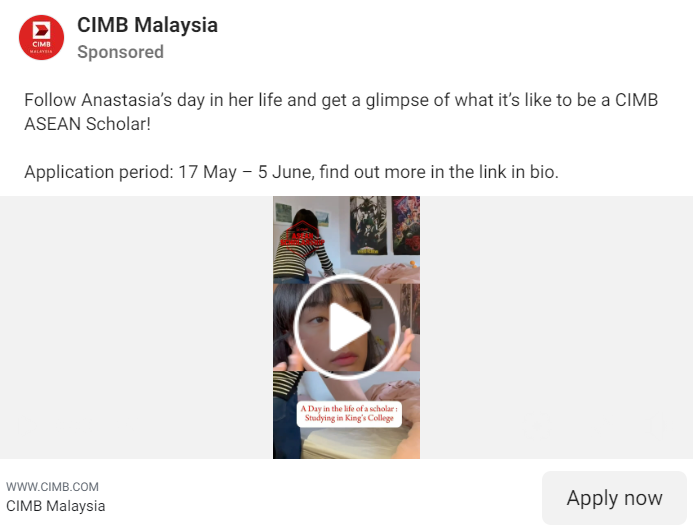 CIMB Malaysia
Sponsored
Follow Anastasia’s day in her life and get a glimpse of what it’s like to be a CIMB
ASEAN Scholar!
Application period: 17 May – 5 June, find out more in the link in bio.
CIMB
MALAYSIA
A Day in the life of a scholar :
Studying in King's College
WWW.CIMB.COM
CIMB Malaysia
Apply now